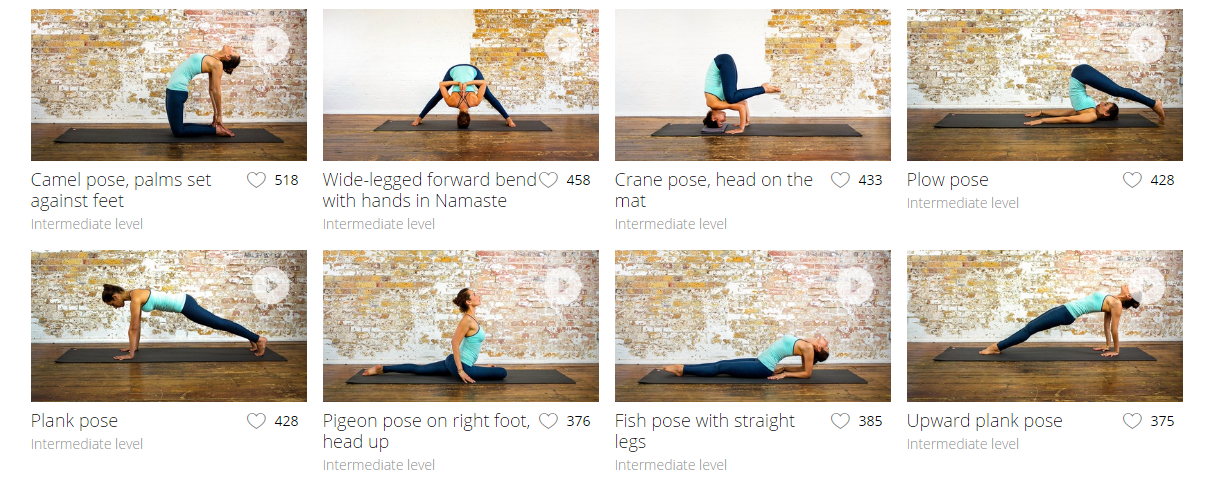 Camel pose, palms set
against feet
518
Intermediate level
Wide-legged forward bend
with hands in Namaste
458
Intermediate level
Crane pose, head on the
mat
433
Intermediate level
Plow pose
428
Intermediate level
Plank pose
428
Intermediate level
Pigeon pose on right foot,
head up
376
Intermediate level
Fish pose with straight
legs
385
Intermediate level
Upward plank pose
375
Intermediate level